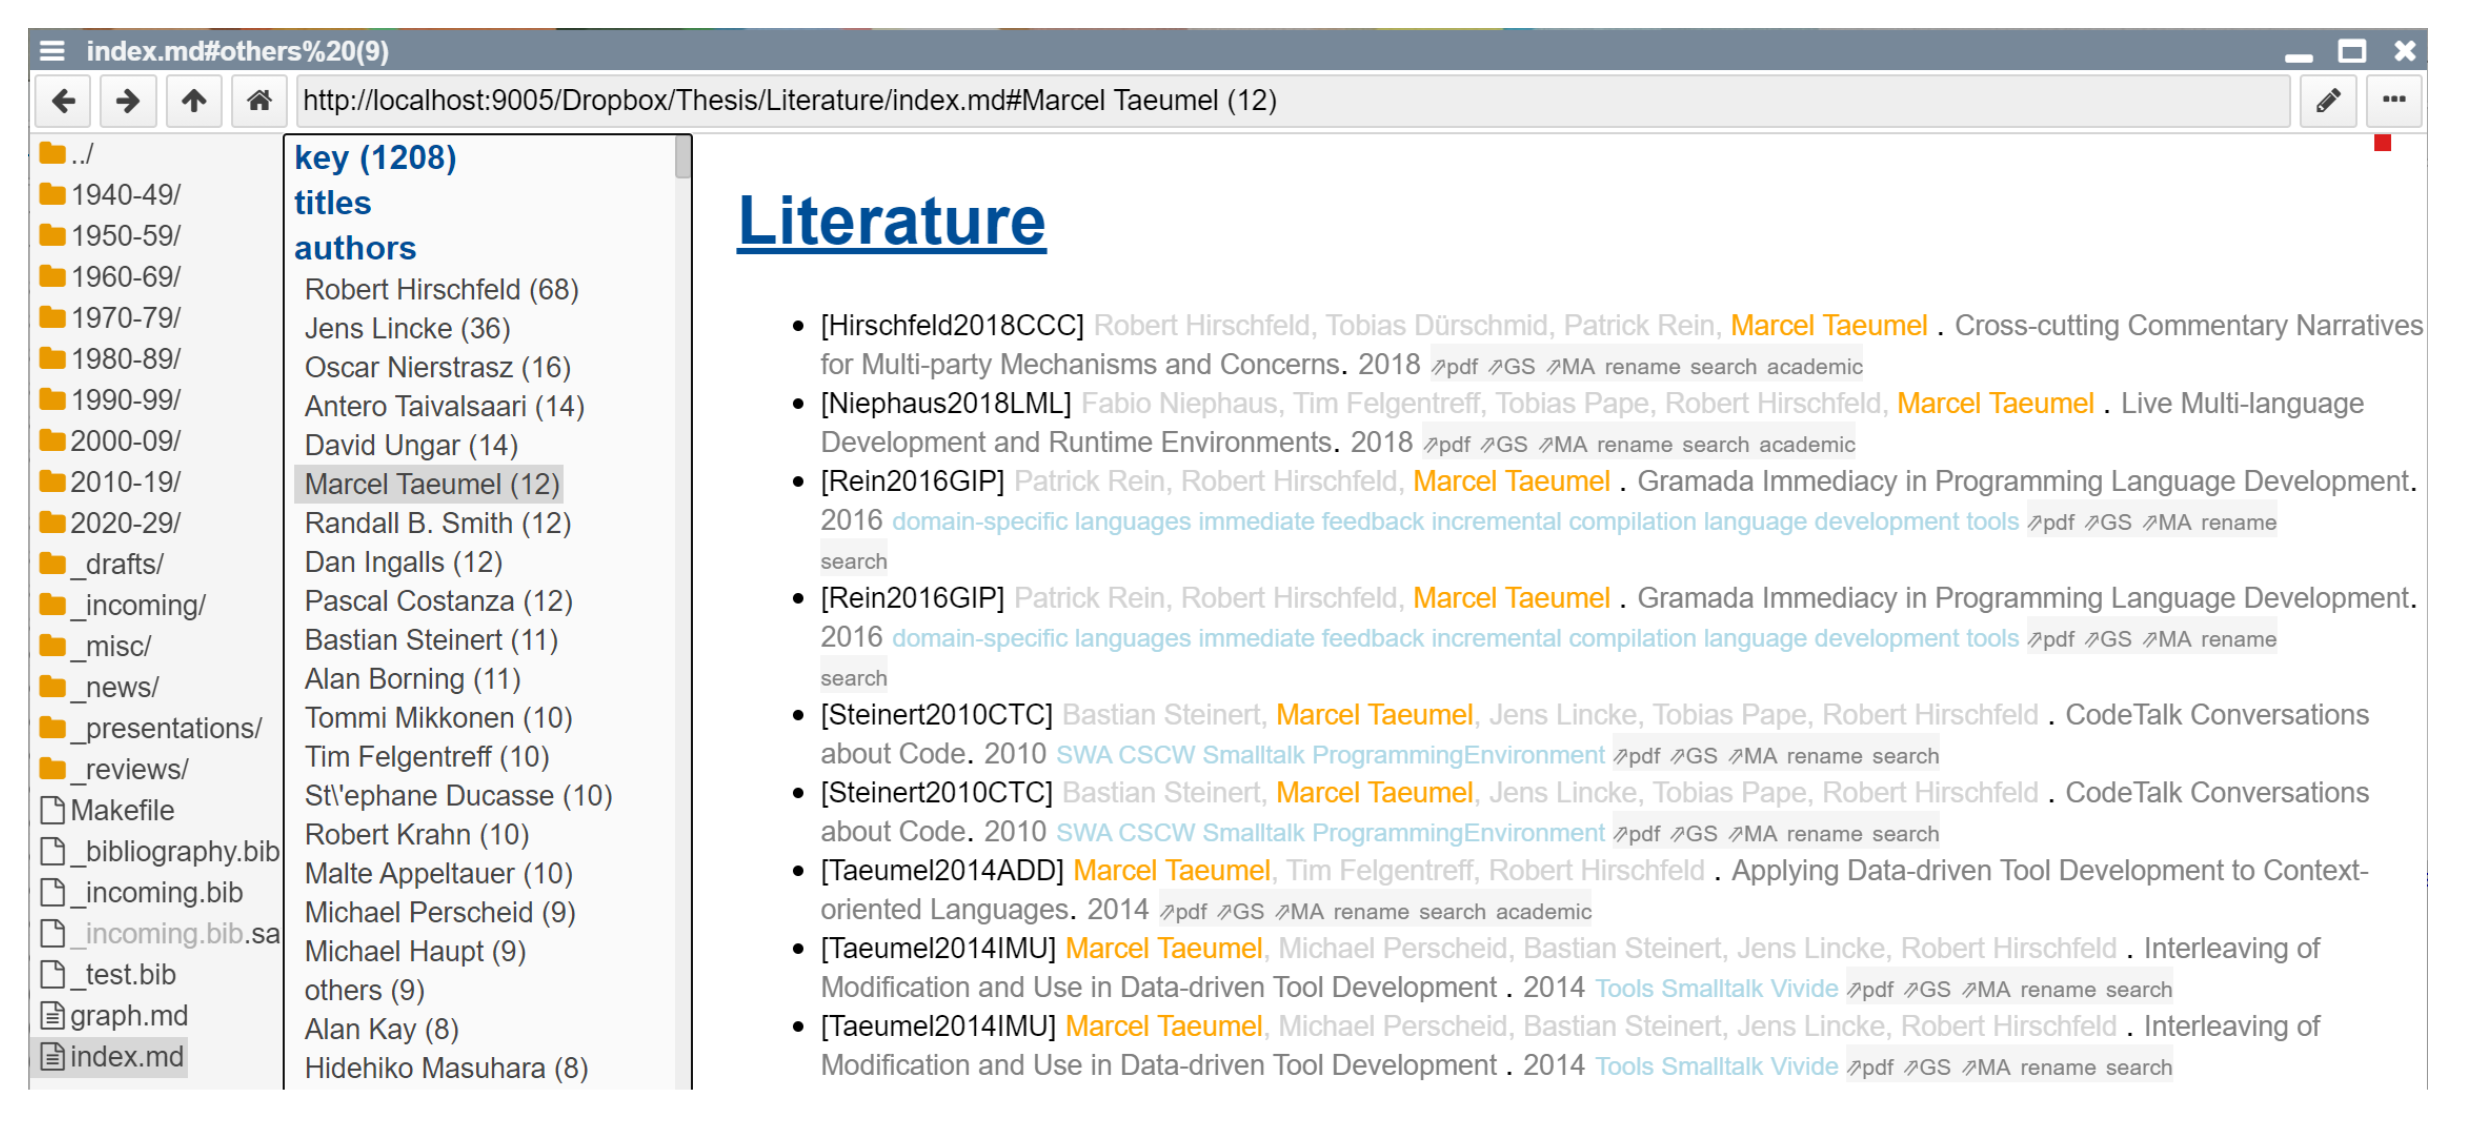 index.md#others%20(9)
http://localhost:9005/Dropbox/Thesis/Literature/index.md#Marcel Taeumel (12)
../
1940-49/
1950-59/
1960-69/
1970-79/
1980-89/
1990-99/
2000-09/
2010-19/
2020-29/
_drafts/
_incoming/
_misc/
_news/
_presentations/
_reviews/
Makefile
_bibliography.bib
_incoming.bib
_incoming.bib.sa
_test.bib
graph.md
index.md
key (1208)
titles
authors
Robert Hirschfeld (68)
Jens Lincke (36)
Oscar Nierstrasz (16)
Antero Taivalsaari (14)
David Ungar (14)
Marcel Taeumel (12)
Randall B. Smith (12)
Dan Ingalls (12)
Pascal Costanza (12)
Bastian Steinert (11)
Alan Borning (11)
Tommi Mikkonen (10)
Tim Felgentreff (10)
St\'ephane Ducasse (10)
Robert Krahn (10)
Malte Appeltauer (10)
Michael Perscheid (9)
Michael Haupt (9)
others (9)
Alan Kay (8)
Hidehiko Masuhara (8)
Literature
• [Hirschfeld2018CCC] Robert Hirschfeld, Tobias Dürschmid, Patrick Rein, Marcel Taeumel . Cross-cutting Commentary Narratives
for Multi-party Mechanisms and Concerns. 2018 ⇗pdf ⇗GS ⇗MA rename search academic
• [Niephaus2018LML] Fabio Niephaus, Tim Felgentreff, Tobias Pape, Robert Hirschfeld, Marcel Taeumel . Live Multi-language
Development and Runtime Environments. 2018 ⇗pdf ⇗GS ⇗MA rename search academic
• [Rein2016GIP] Patrick Rein, Robert Hirschfeld, Marcel Taeumel . Gramada Immediacy in Programming Language Development.
2016 domain-specific languages immediate feedback incremental compilation language development tools ⇗pdf ⇗GS ⇗MA rename
search
• [Rein2016GIP] Patrick Rein, Robert Hirschfeld, Marcel Taeumel . Gramada Immediacy in Programming Language Development.
2016 domain-specific languages immediate feedback incremental compilation language development tools ⇗pdf ⇗GS ⇗MA rename
search
• [Steinert2010CTC] Bastian Steinert, Marcel Taeumel, Jens Lincke, Tobias Pape, Robert Hirschfeld . CodeTalk Conversations
about Code. 2010 SWA CSCW Smalltalk ProgrammingEnvironment ⇗pdf ⇗GS ⇗MA rename search
• [Steinert2010CTC] Bastian Steinert, Marcel Taeumel, Jens Lincke, Tobias Pape, Robert Hirschfeld . CodeTalk Conversations
about Code. 2010 SWA CSCW Smalltalk ProgrammingEnvironment ⇗pdf ⇗GS ⇗MA rename search
• [Taeumel2014ADD] Marcel Taeumel, Tim Felgentreff, Robert Hirschfeld . Applying Data-driven Tool Development to Context-
oriented Languages. 2014 ⇗pdf ⇗GS ⇗MA rename search academic
• [Taeumel2014IMU] Marcel Taeumel, Michael Perscheid, Bastian Steinert, Jens Lincke, Robert Hirschfeld . Interleaving of
Modification and Use in Data-driven Tool Development . 2014 Tools Smalltalk Vivide ⇗pdf ⇗GS ⇗MA rename search
• [Taeumel2014IMU] Marcel Taeumel, Michael Perscheid, Bastian Steinert, Jens Lincke, Robert Hirschfeld . Interleaving of
Modification and Use in Data-driven Tool Development . 2014 Tools Smalltalk Vivide ⇗pdf ⇗GS ⇗MA rename search